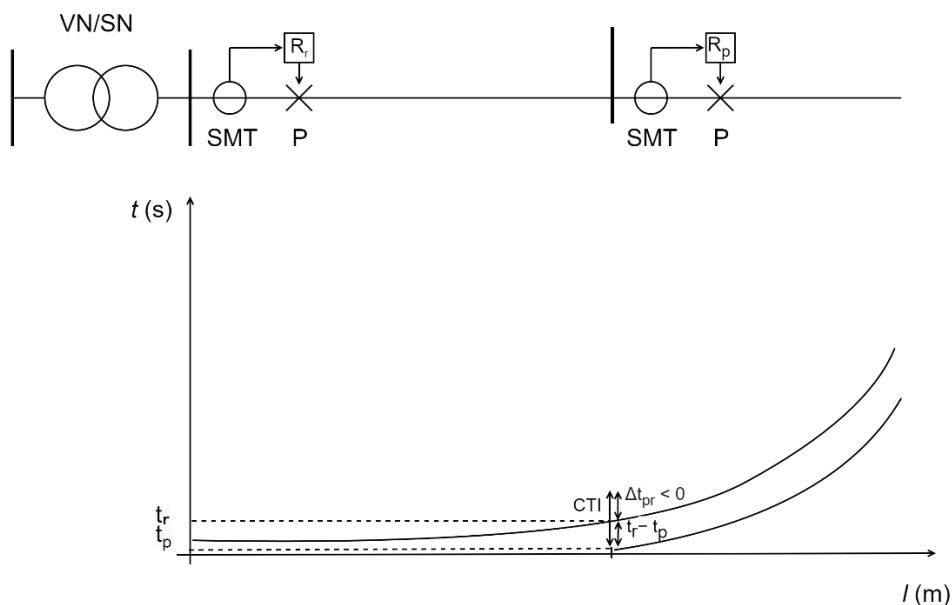 VN/SN
Rᵣ
Rₚ
SMT P
SMT P
t (s)
CTI
Δtₚᵣ < 0
tᵣ
tᵣ − tₚ
tₚ
l (m)